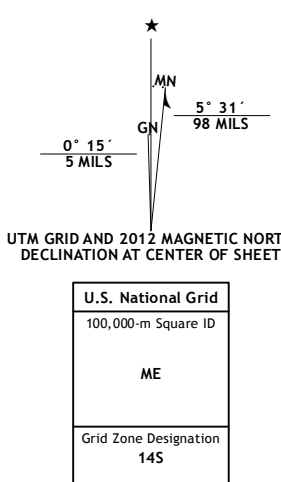 ★
MN
GN
5° 31´
98 MILS
0° 15´
5 MILS
UTM GRID AND 2012 MAGNETIC NORT
DECLINATION AT CENTER OF SHEET
U.S. National Grid
100,000-m Square ID
ME
Grid Zone Designation
14S